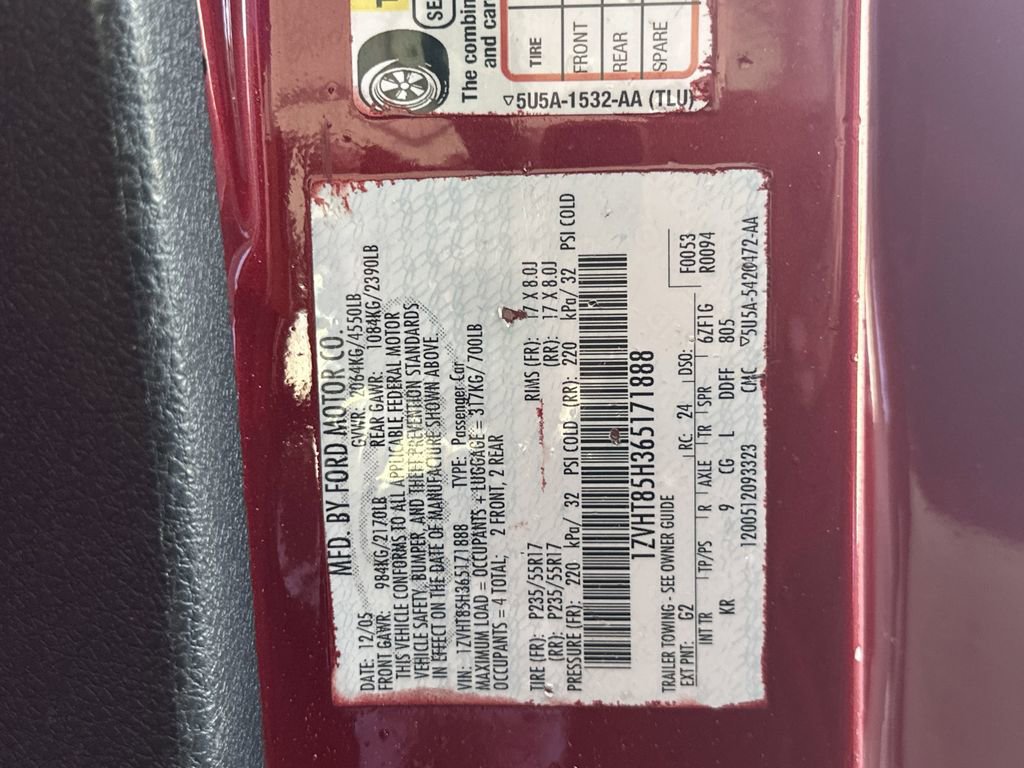 The combin
and car
SE
TIRE
FRONT
REAR
SPARE
▽5U5A-1532-AA (TLU)
MFD. BY FORD MOTOR CO.
DATE: 12/05 GVWR: 2064KG/4550LB
FRONT GAWR: 984KG/2170LB REAR GAWR: 1084KG/2390LB
THIS VEHICLE CONFORMS TO ALL APPLICABLE FEDERAL MOTOR
VEHICLE SAFETY, BUMPER, AND THEFT PREVENTION STANDARDS
IN EFFECT ON THE DATE OF MANUFACTURE SHOWN ABOVE.
VIN: 1ZVHT85H365171888 TYPE: Passenger Car
MAXIMUM LOAD = OCCUPANTS + LUGGAGE = 317KG/700LB
OCCUPANTS = 4 TOTAL, 2 FRONT, 2 REAR
TIRE (FR): P235/55R17 RIMS (FR): 17 X 8.0J
(RR): P235/55R17 (RR): 17 X 8.0J
PRESSURE (FR): 220 kPa/ 32 PSI COLD (RR): 220 kPa/ 32 PSI COLD
1ZVHT85H365171888
TRAILER TOWING - SEE OWNER GUIDE F0053
EXT PNT: G2 RC: 24 DSO: R0094
INT TR TP/PS R AXLE TR SPR 6ZF1G
KR 9 CG L DDFF 805
1200512093323 CMC ▽5U5A-5420472-AA